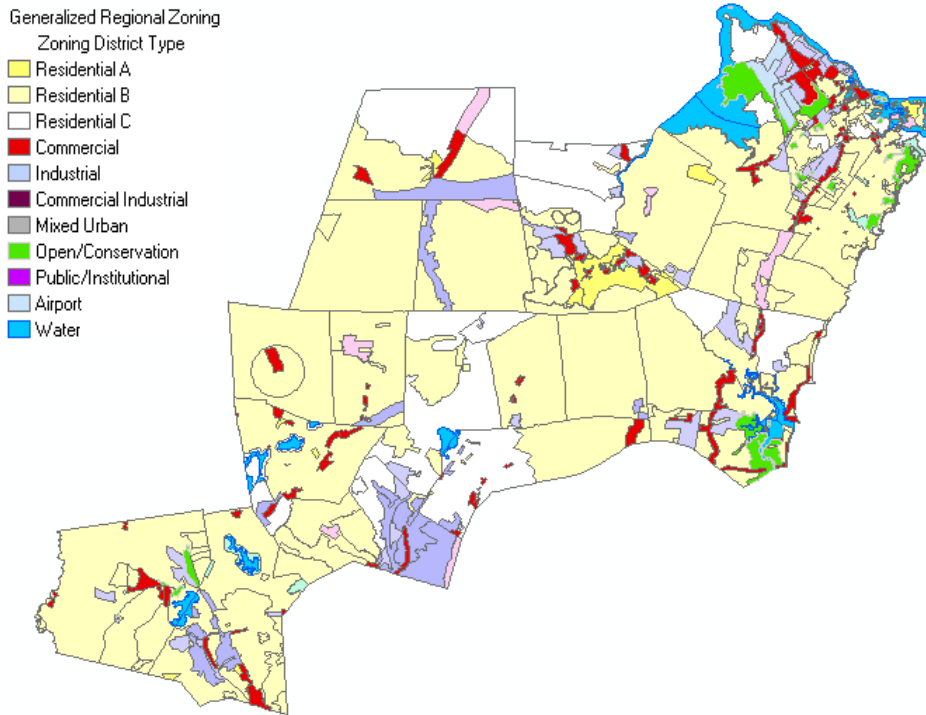 Generalized Regional Zoning
Zoning District Type
Residential A
Residential B
Residential C
Commercial
Industrial
Commercial Industrial
Mixed Urban
Open/Conservation
Public/Institutional
Airport
Water